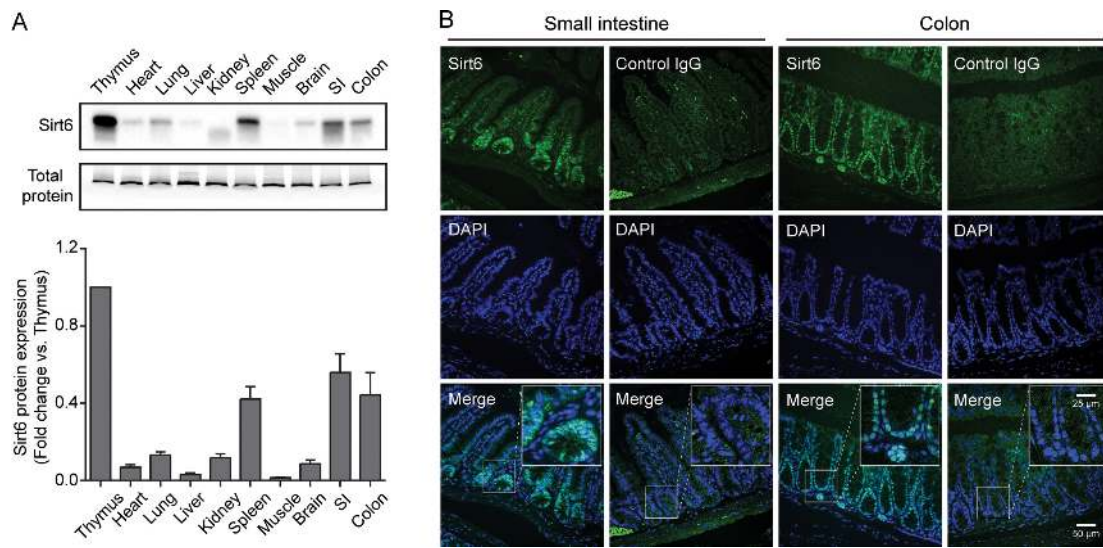 A
Thymus
Heart
Lung
Liver
Kidney
Spleen
Muscle
Brain
SI
Colon
Sirt6
Total
protein
Sirt6 protein expression
(Fold change vs. Thymus)
1.2
0.8
0.4
0.0
Thymus
Heart
Lung
Liver
Kidney
Spleen
Muscle
Brain
SI
Colon
B
Small intestine
Colon
Sirt6
Control IgG
Sirt6
Control IgG
DAPI
DAPI
DAPI
DAPI
Merge
Merge
Merge
Merge
25 µm
50 µm